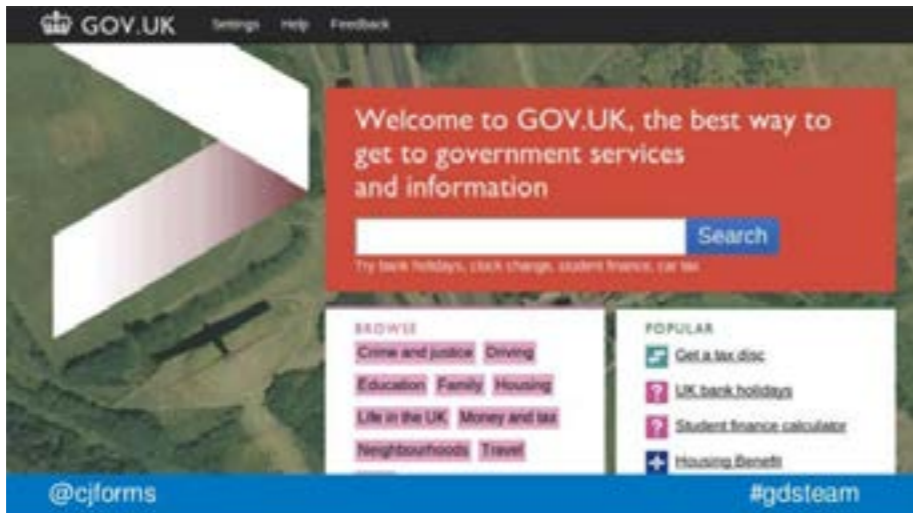 GOV.UK Settings Help Feedback
Welcome to GOV.UK, the best way to
get to government services
and information
Search
Try bank holidays, clock change, student finance, car tax
BROWSE
Crime and justice Driving
Education Family Housing
Life in the UK Money and tax
Neighbourhoods Travel
POPULAR
Get a tax disc
UK bank holidays
Student finance calculator
Housing Benefit
@cjforms
#gdsteam